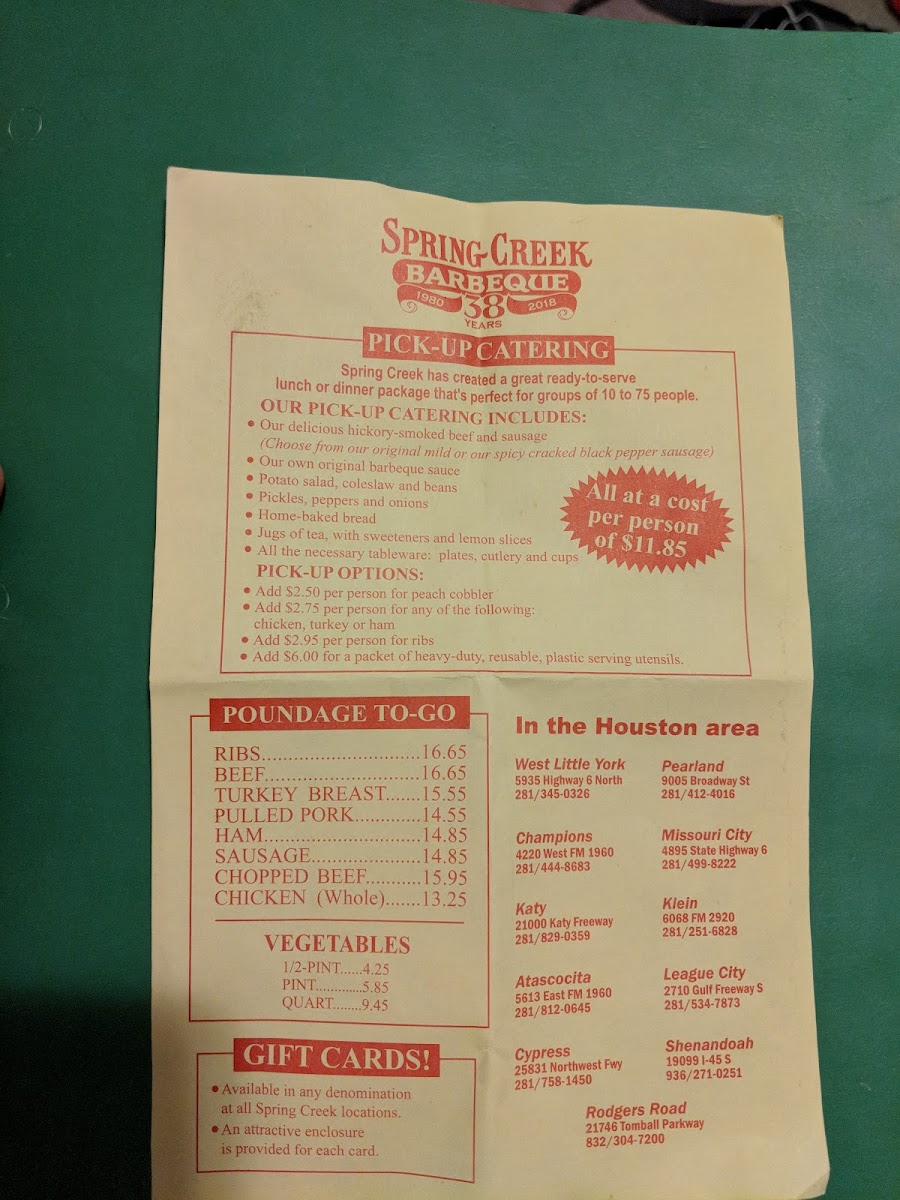 SPRING CREEK
BARBEQUE
1980 38 2018
YEARS
PICK-UP CATERING
Spring Creek has created a great ready-to-serve
lunch or dinner package that's perfect for groups of 10 to 75 people.
OUR PICK-UP CATERING INCLUDES:
• Our delicious hickory-smoked beef and sausage
(Choose from our original mild or our spicy cracked black pepper sausage)
• Our own original barbeque sauce
• Potato salad, coleslaw and beans
• Pickles, peppers and onions
• Home-baked bread
• Jugs of tea, with sweeteners and lemon slices
• All the necessary tableware: plates, cutlery and cups
All at a cost
per person
of $11.85
PICK-UP OPTIONS:
• Add $2.50 per person for peach cobbler
• Add $2.75 per person for any of the following:
chicken, turkey or ham
• Add $2.95 per person for ribs
• Add $6.00 for a packet of heavy-duty, reusable, plastic serving utensils.
POUNDAGE TO-GO
RIBS..............................16.65
BEEF.............................16.65
TURKEY BREAST.......15.55
PULLED PORK............14.55
HAM.............................14.85
SAUSAGE....................14.85
CHOPPED BEEF..........15.95
CHICKEN (Whole).......13.25
VEGETABLES
1/2-PINT......4.25
PINT............5.85
QUART........9.45
GIFT CARDS!
• Available in any denomination
at all Spring Creek locations.
• An attractive enclosure
is provided for each card.
In the Houston area
West Little York
5935 Highway 6 North
281/345-0326
Pearland
9005 Broadway St
281/412-4016
Champions
4220 West FM 1960
281/444-8683
Missouri City
4895 State Highway 6
281/499-8222
Katy
21000 Katy Freeway
281/829-0359
Klein
6068 FM 2920
281/251-6828
Atascocita
5613 East FM 1960
281/812-0645
League City
2710 Gulf Freeway S
281/534-7873
Cypress
25831 Northwest Fwy
281/758-1450
Shenandoah
19099 I-45 S
936/271-0251
Rodgers Road
21746 Tomball Parkway
832/304-7200